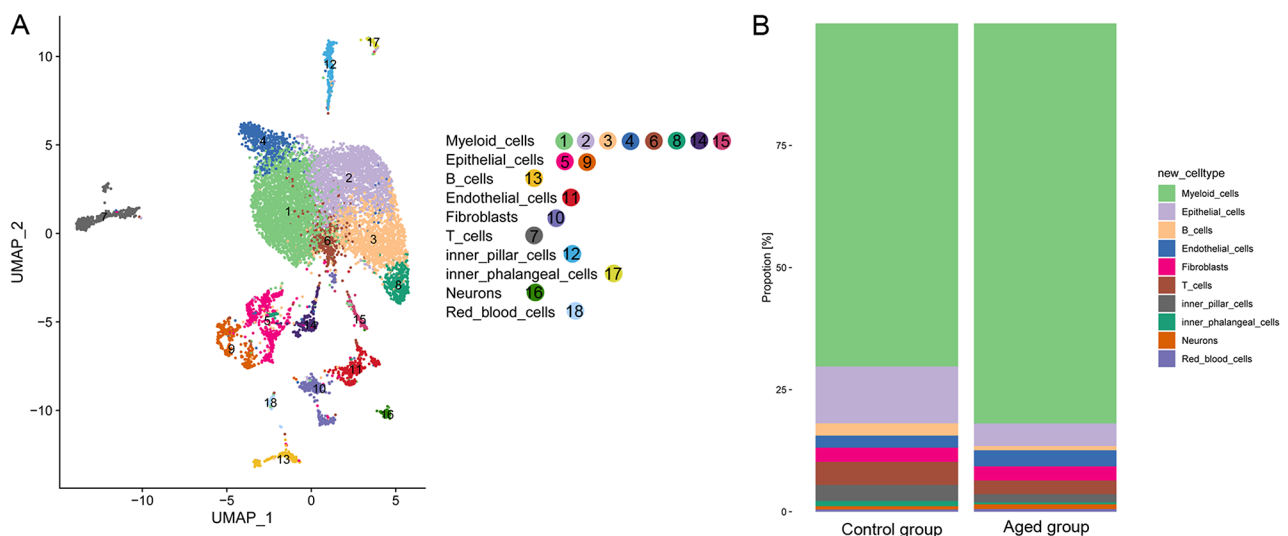 A
UMAP_2
10
5
0
−5
−10
−10
−5
0
5
UMAP_1
17
12
4
2
1
3
6
7
8
5
14
15
9
11
10
18
16
13
Myeloid_cells 1 2 3 4 6 8 14 15
Epithelial_cells 5 9
B_cells 13
Endothelial_cells 11
Fibroblasts 10
T_cells 7
inner_pillar_cells 12
inner_phalangeal_cells 17
Neurons 16
Red_blood_cells 18
B
Proportion [%]
75
50
25
0
Control group
Aged group
new_celltype
Myeloid_cells
Epithelial_cells
B_cells
Endothelial_cells
Fibroblasts
T_cells
inner_pillar_cells
inner_phalangeal_cells
Neurons
Red_blood_cells